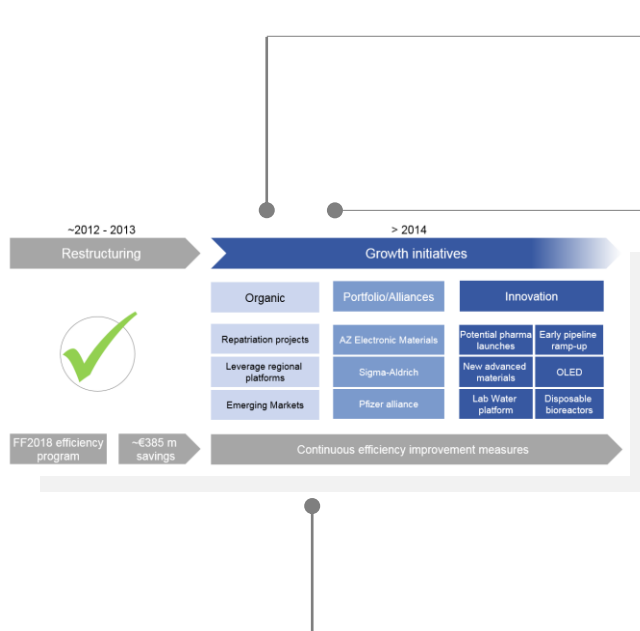 ~2012 - 2013
> 2014
Restructuring
Growth initiatives
Organic
Portfolio/Alliances
Innovation
Repatriation projects
AZ Electronic Materials
Potential pharma
launches
Early pipeline
ramp-up
Leverage regional
platforms
Sigma-Aldrich
New advanced
materials
OLED
Emerging Markets
Pfizer alliance
Lab Water
platform
Disposable
bioreactors
FF2018 efficiency
program
~€385 m
savings
Continuous efficiency improvement measures